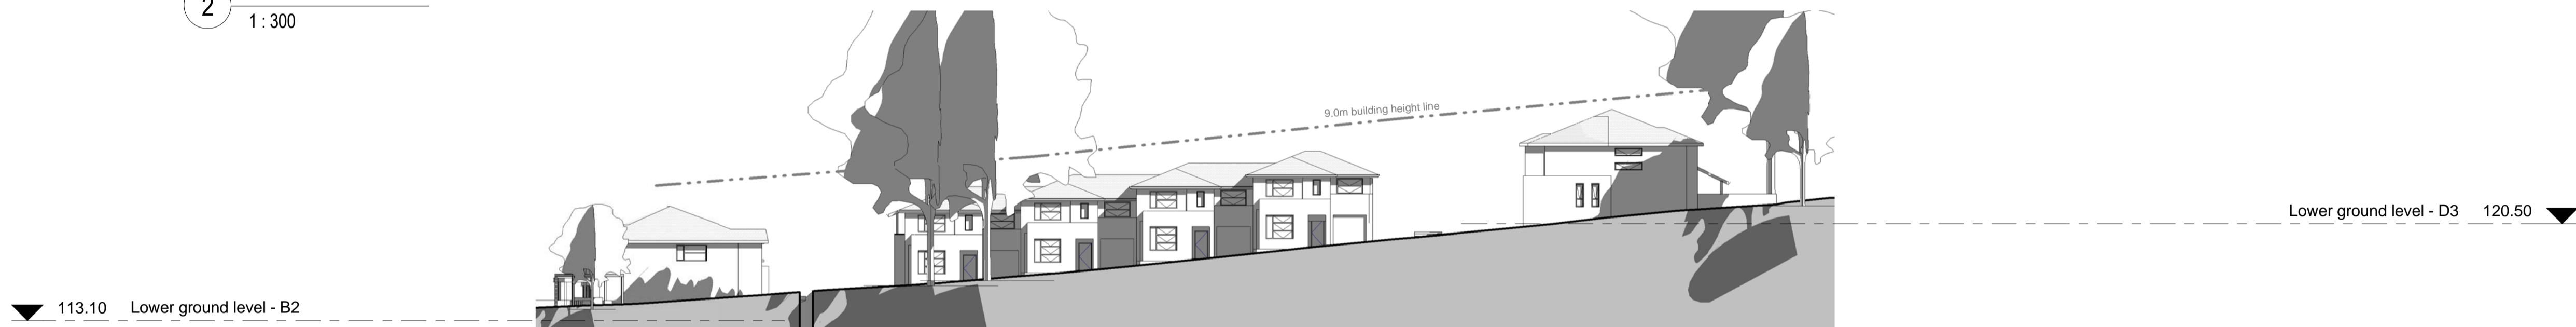 2
1 : 300
9.0m building height line
Lower ground level - D3 120.50
113.10 Lower ground level - B2